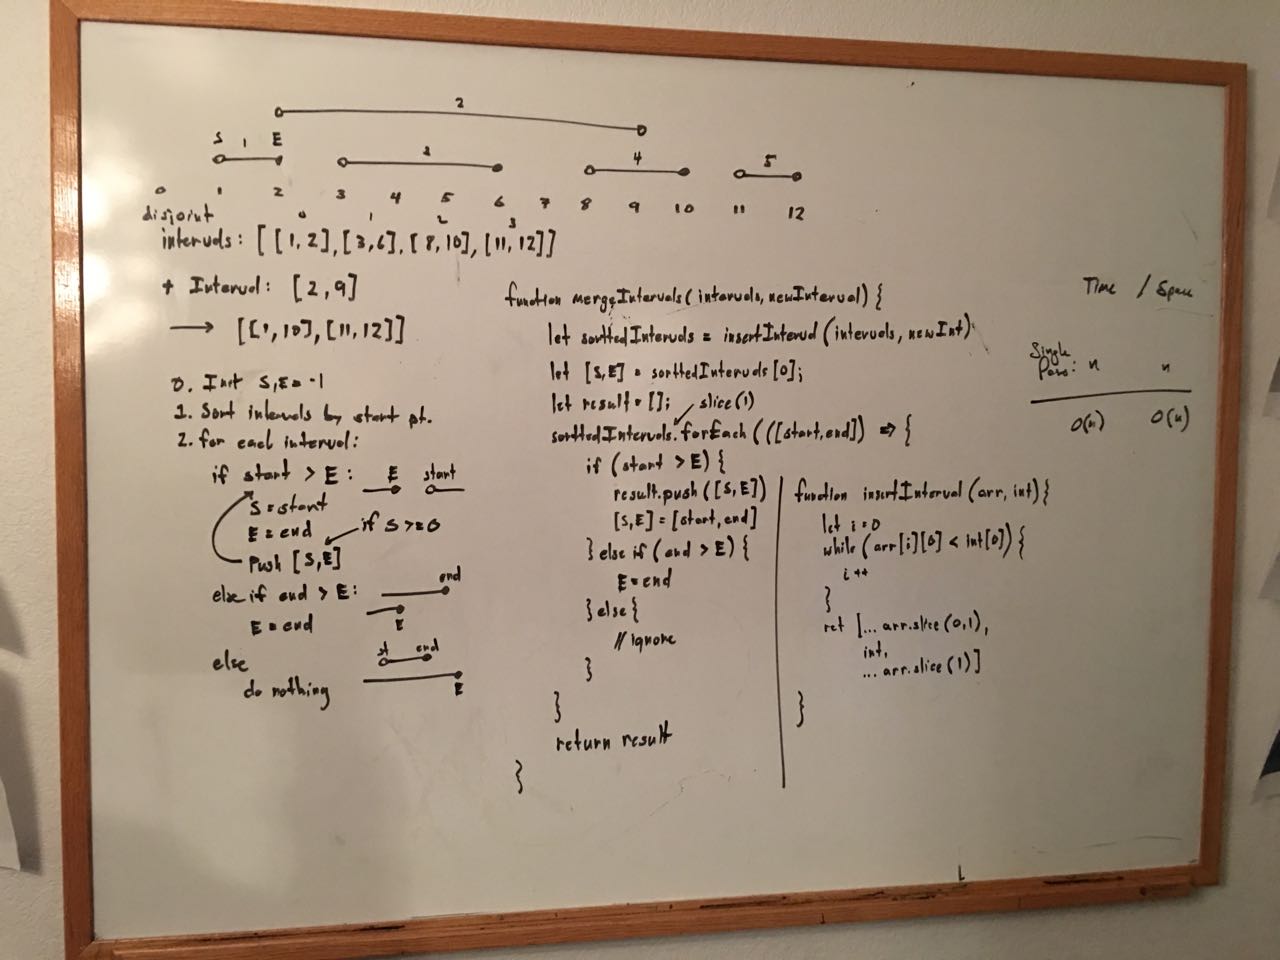 2
S 1 E
2 4 5
0 1 2 3 4 5 6 7 8 9 10 11 12
disjoint 0 1 2 3
intervals: [[1,2],[3,6],[8,10],[11,12]]
+ Interval: [2,9]
→ [[1,10],[11,12]]
0. Init S,E = -1
1. Sort intervals by start pt.
2. for each interval:
if start > E: E start
S = start
E = end if S >= 0
Push [S,E]
else if end > E: end
E = end E
else st end
do nothing E
function mergeIntervals(intervals, newInterval) {
let sorttedIntervals = insertInterval(intervals, newInt);
let [S,E] = sorttedIntervals[0];
let result = []; slice(1)
sorttedIntervals.forEach(([start,end]) => {
if (start > E) {
result.push([S,E])
[S,E] = [start,end]
} else if (end > E) {
E = end
} else {
// ignore
}
}
return result
}
function insertInterval(arr, int) {
let i = 0
while (arr[i][0] < int[0]) {
i++
}
ret [... arr.slice(0,1),
int,
... arr.slice(1)]
}
Time / Space
Single
Pass: n n
O(n) O(n)